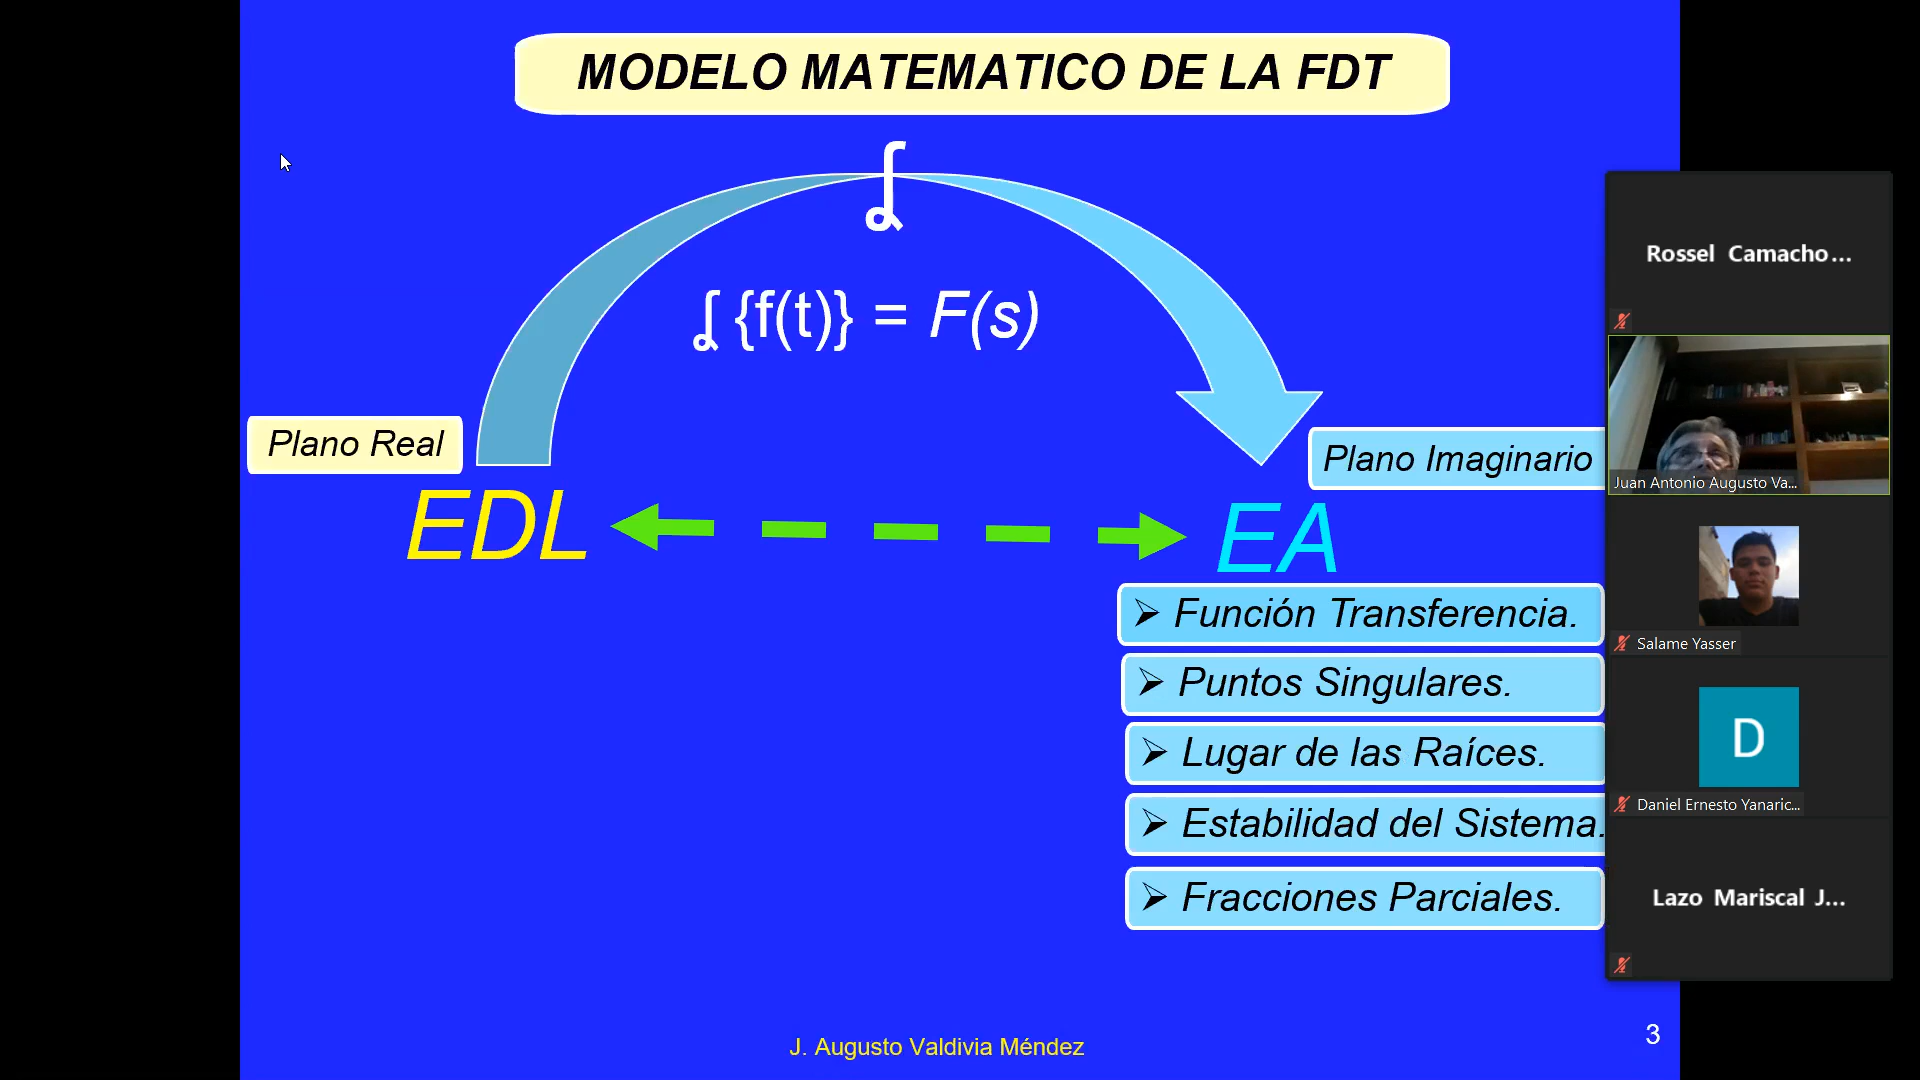 MODELO MATEMATICO DE LA FDT
{f(t)} = F(s)
Plano Real
Plano Imaginario
EDL
EA
➢ Función Transferencia.
➢ Puntos Singulares.
➢ Lugar de las Raíces.
➢ Estabilidad del Sistema.
➢ Fracciones Parciales.
J. Augusto Valdivia Méndez
3
Rossel Camacho...
Juan Antonio Augusto Va...
Salame Yasser
D
Daniel Ernesto Yanaric...
Lazo Mariscal J...